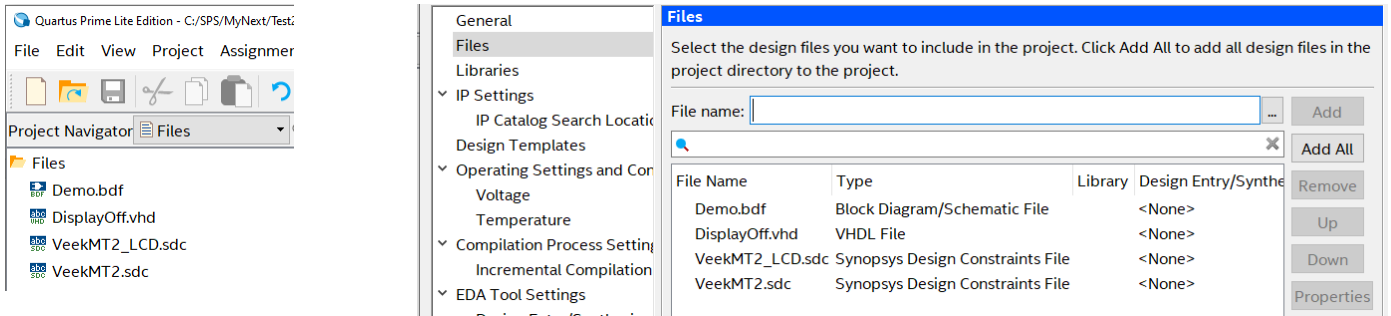 Quartus Prime Lite Edition - C:/SPS/MyNext/Test2
File Edit View Project Assignmer
Project Navigator Files
Files
Demo.bdf
DisplayOff.vhd
VeekMT2_LCD.sdc
VeekMT2.sdc
General
Files
Libraries
IP Settings
IP Catalog Search Locatic
Design Templates
Operating Settings and Con
Voltage
Temperature
Compilation Process Setting
Incremental Compilation
EDA Tool Settings
Files
Select the design files you want to include in the project. Click Add All to add all design files in the
project directory to the project.
File name: ... Add
Add All
File Name Type Library Design Entry/Synthe Remove
Demo.bdf Block Diagram/Schematic File <None>
Up
DisplayOff.vhd VHDL File <None>
VeekMT2_LCD.sdc Synopsys Design Constraints File <None> Down
VeekMT2.sdc Synopsys Design Constraints File <None>
Properties